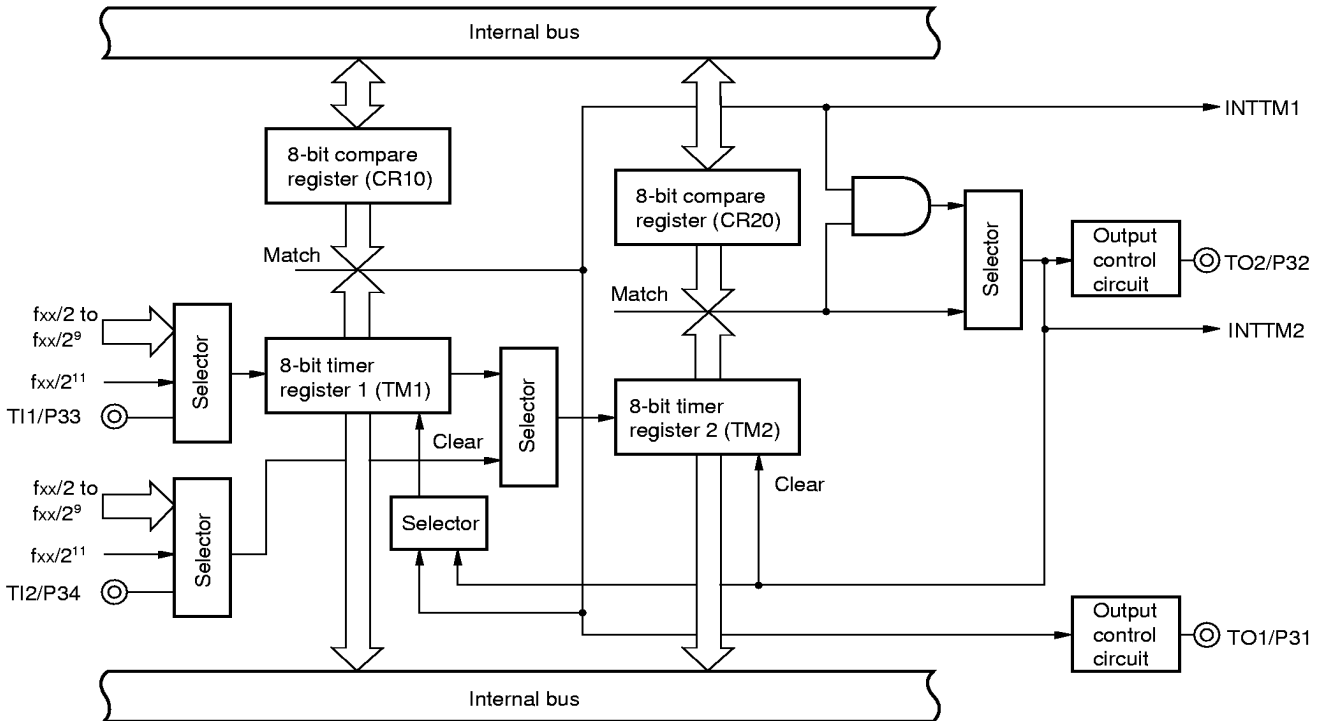 Internal bus
INTTM1
8-bit compare
register (CR10)
8-bit compare
register (CR20)
Match
Selector
Output
control
circuit
TO2/P32
Match
INTTM2
fxx/2 to
fxx/2⁹
fxx/2¹¹
TI1/P33
Selector
8-bit timer
register 1 (TM1)
Selector
8-bit timer
register 2 (TM2)
Clear
Clear
fxx/2 to
fxx/2⁹
fxx/2¹¹
TI2/P34
Selector
Selector
Output
control
circuit
TO1/P31
Internal bus